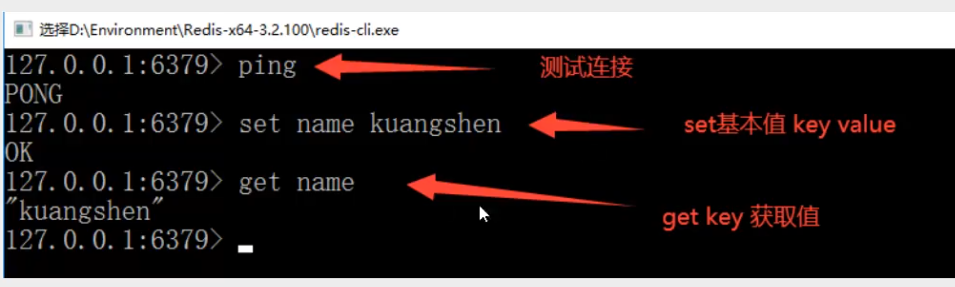 选择D:\Environment\Redis-x64-3.2.100\redis-cli.exe
127.0.0.1:6379> ping 测试连接
PONG
127.0.0.1:6379> set name kuangshen set基本值 key value
OK
127.0.0.1:6379> get name
"kuangshen" get key 获取值
127.0.0.1:6379>